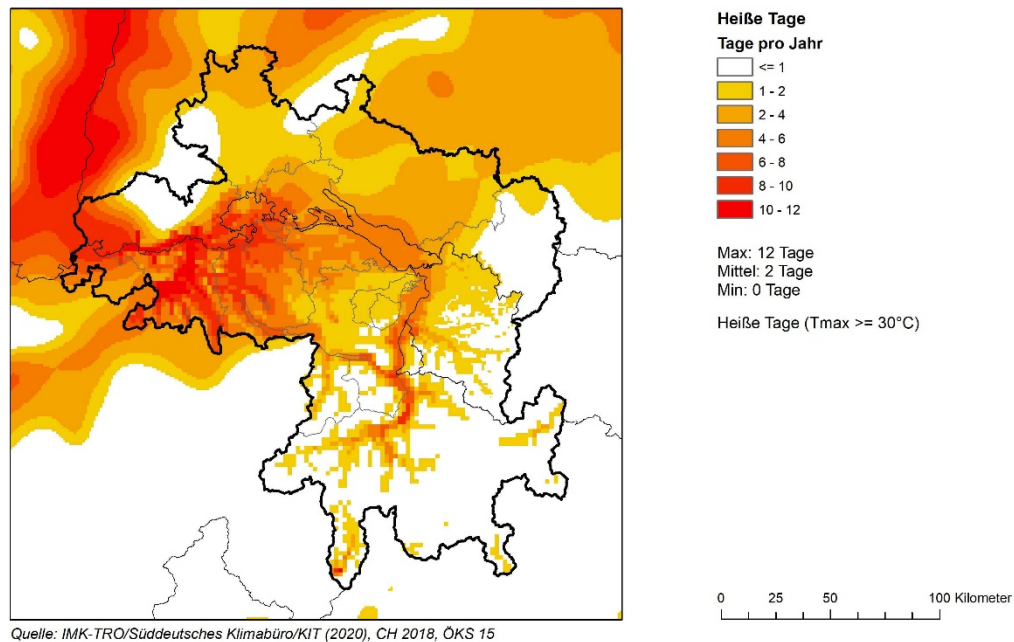 Heiße Tage
Tage pro Jahr
<= 1
1 - 2
2 - 4
4 - 6
6 - 8
8 - 10
10 - 12
Max: 12 Tage
Mittel: 2 Tage
Min: 0 Tage
Heiße Tage (Tmax >= 30°C)
0 25 50 100 Kilometer
Quelle: IMK-TRO/Süddeutsches Klimabüro/KIT (2020), CH 2018, ÖKS 15